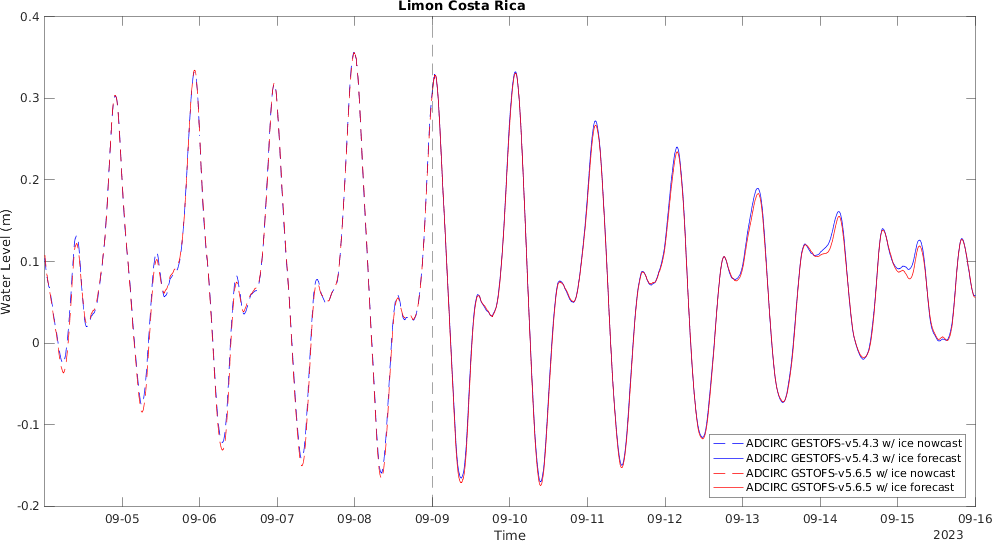 Limon Costa Rica
0.4
0.3
0.2
0.1
0
-0.1
-0.2
Water Level (m)
ADCIRC GESTOFS-v5.4.3 w/ ice nowcast
ADCIRC GESTOFS-v5.4.3 w/ ice forecast
ADCIRC GSTOFS-v5.6.5 w/ ice nowcast
ADCIRC GSTOFS-v5.6.5 w/ ice forecast
09-05 09-06 09-07 09-08 09-09 09-10 09-11 09-12 09-13 09-14 09-15 09-16
Time
2023